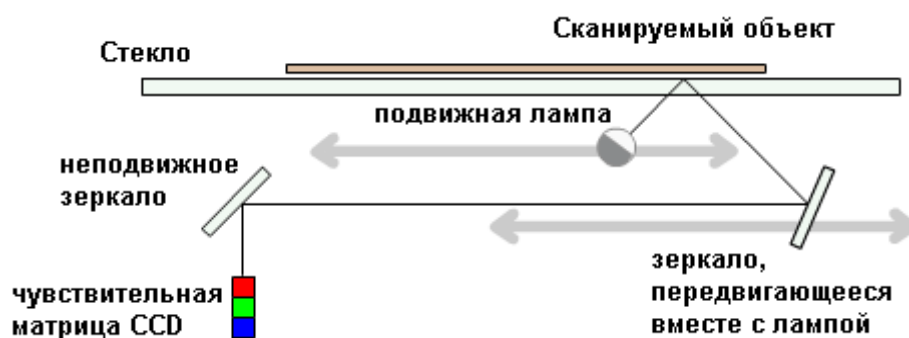 Сканируемый объект
Стекло
подвижная лампа
неподвижное
зеркало
зеркало,
передвигающееся
вместе с лампой
чувствительная
матрица CCD